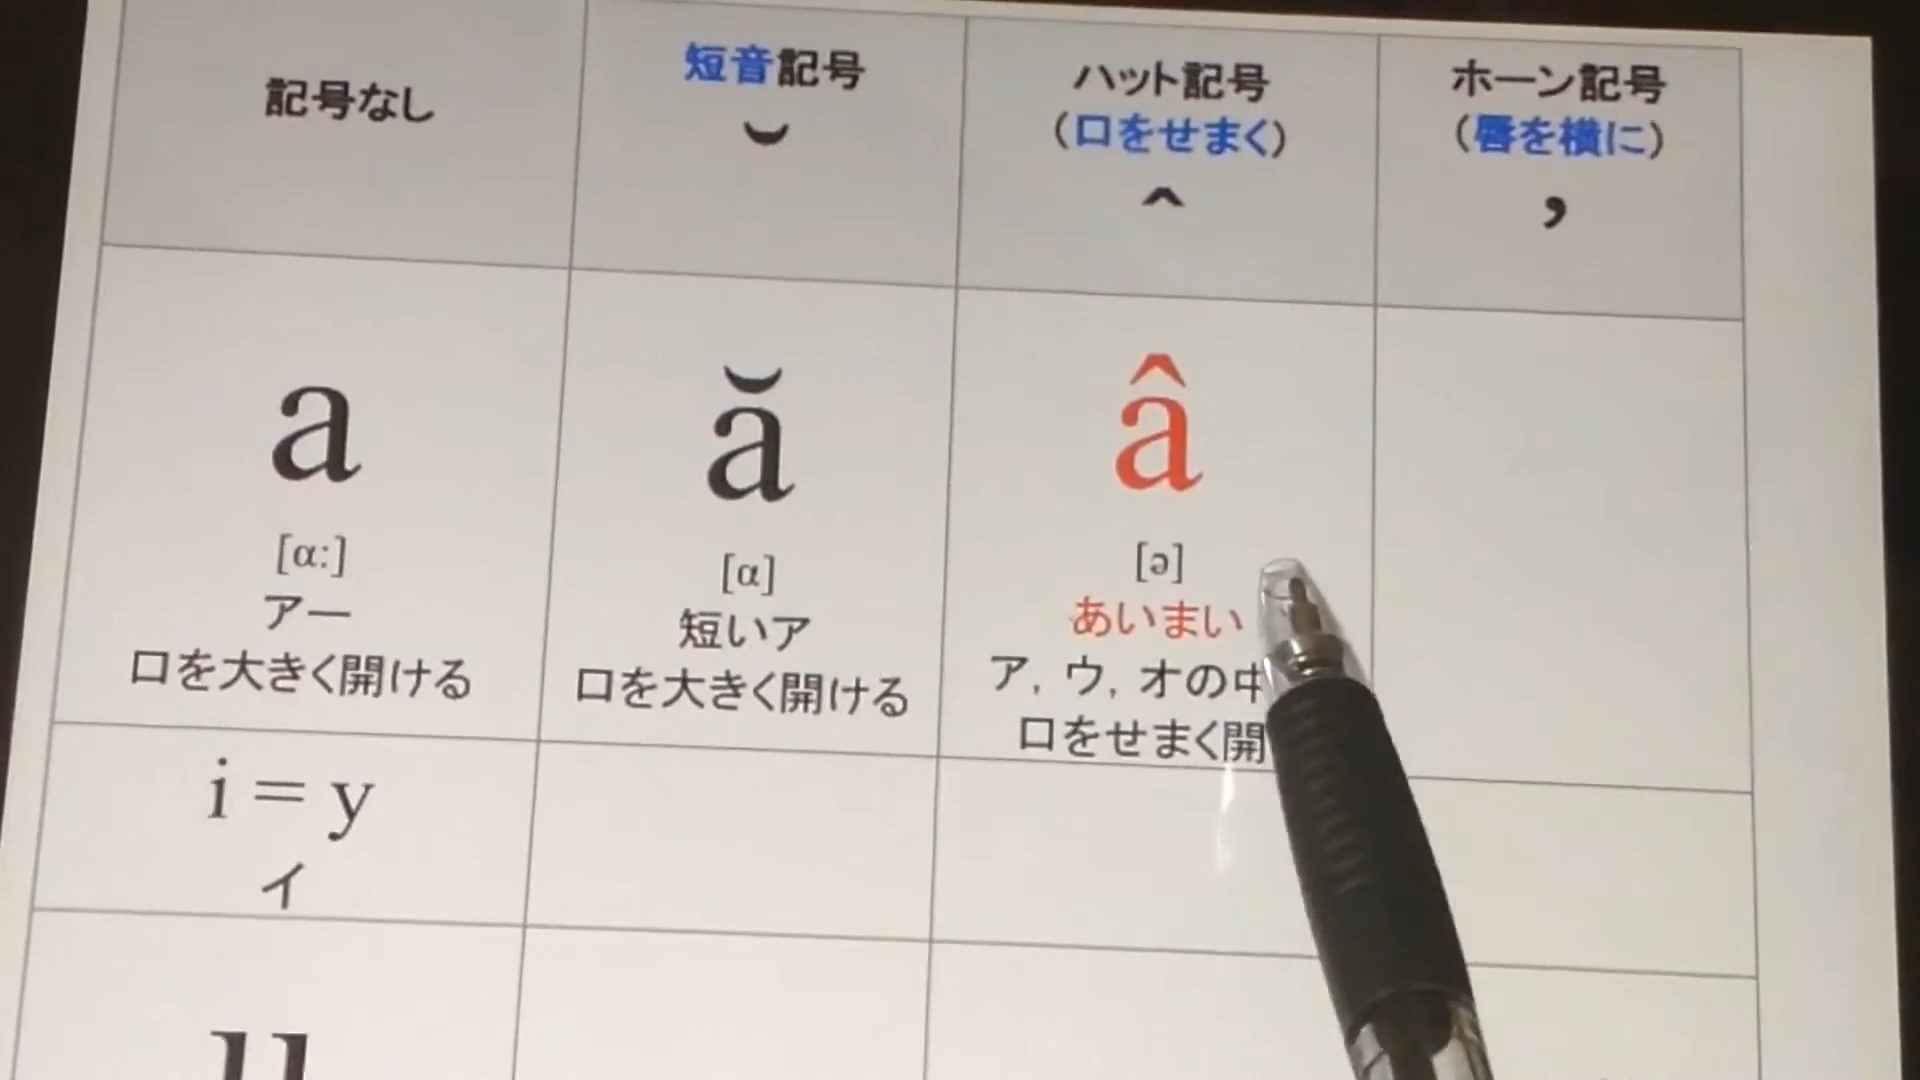 記号なし
短音記号
˘
ハット記号
(口をせまく)
^
ホーン記号
(唇を横に)
,
a
[ɑ:]
アー
口を大きく開ける
ă
[ɑ]
短いア
口を大きく開ける
â
[ə]
あいまい
ア, ウ, オの中
口をせまく開
i = y
イ
u